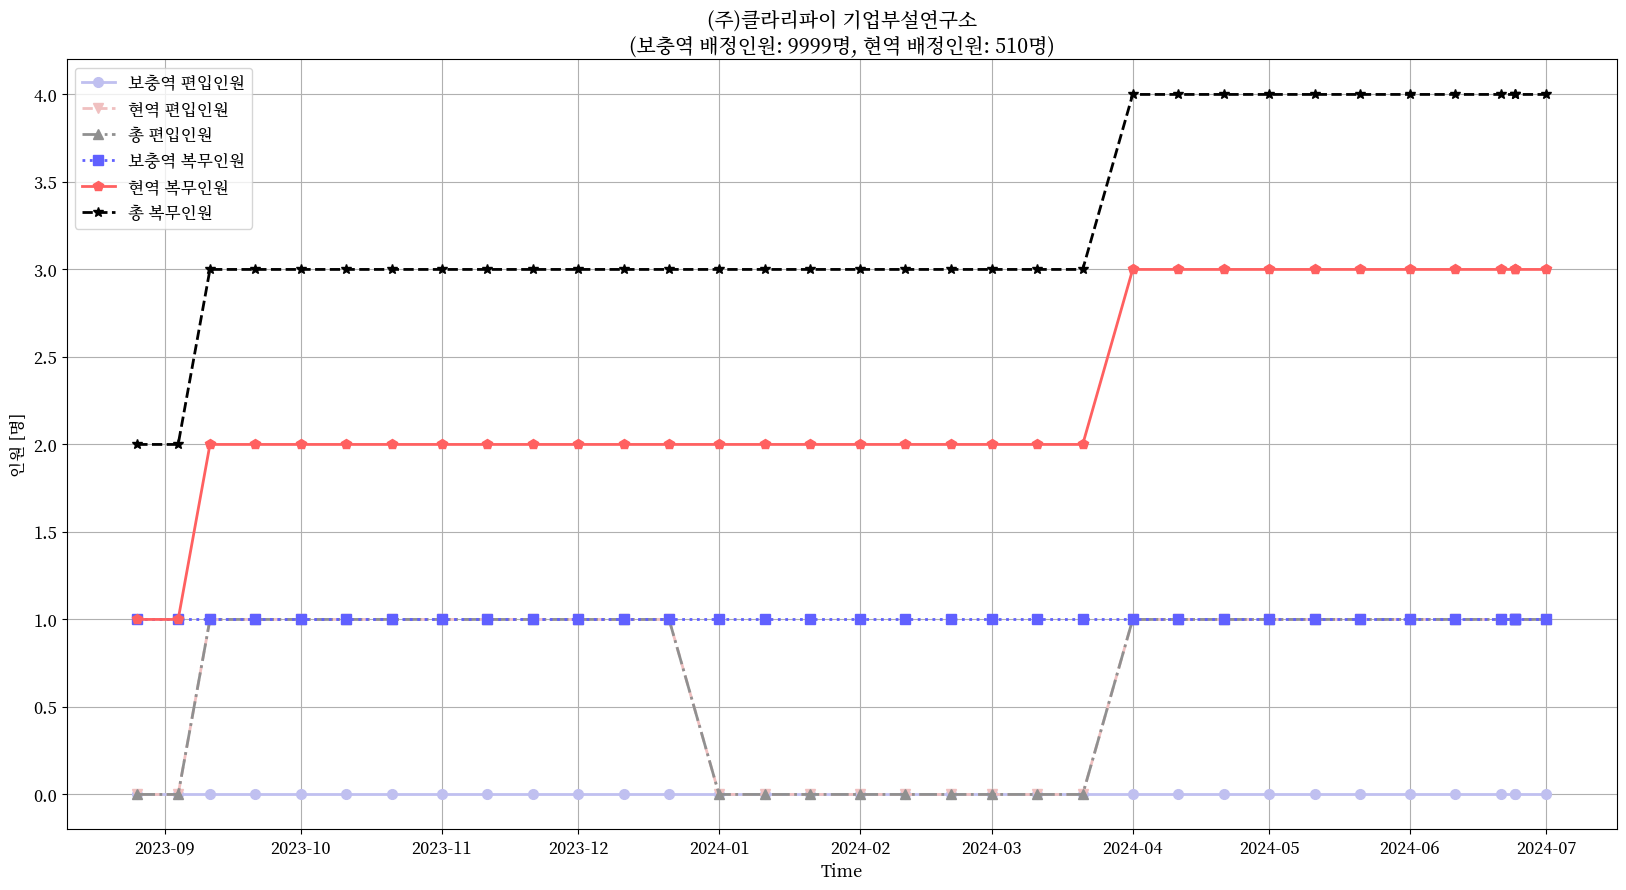 (주)클라리파이 기업부설연구소
(보충역 배정인원: 9999명, 현역 배정인원: 510명)
보충역 편입인원
현역 편입인원
총 편입인원
보충역 복무인원
현역 복무인원
총 복무인원
4.0
3.5
3.0
2.5
2.0
1.5
1.0
0.5
0.0
인원 [명]
2023-09 2023-10 2023-11 2023-12 2024-01 2024-02 2024-03 2024-04 2024-05 2024-06 2024-07
Time